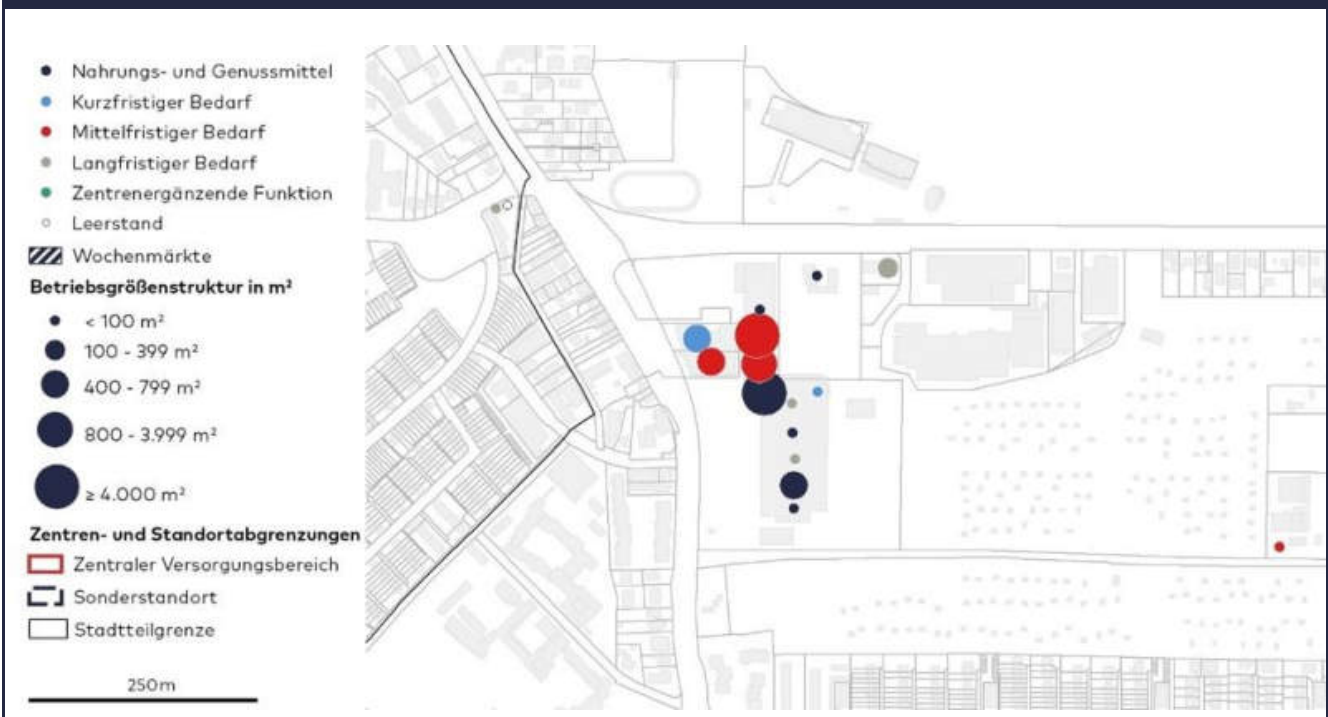 Nahrungs- und Genussmittel
Kurzfristiger Bedarf
Mittelfristiger Bedarf
Langfristiger Bedarf
Zentrenergänzende Funktion
Leerstand
Wochenmärkte
Betriebsgrößenstruktur in m²
< 100 m²
100 - 399 m²
400 - 799 m²
800 - 3.999 m²
≥ 4.000 m²
Zentren- und Standortabgrenzungen
Zentraler Versorgungsbereich
Sonderstandort
Stadtteilgrenze
250m